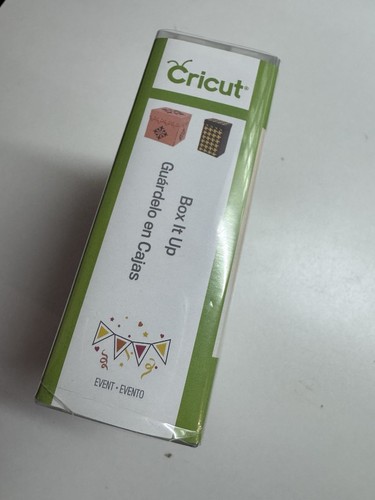 Cricut®
Box It Up
Guárdelo en Cajas
EVENT • EVENTO